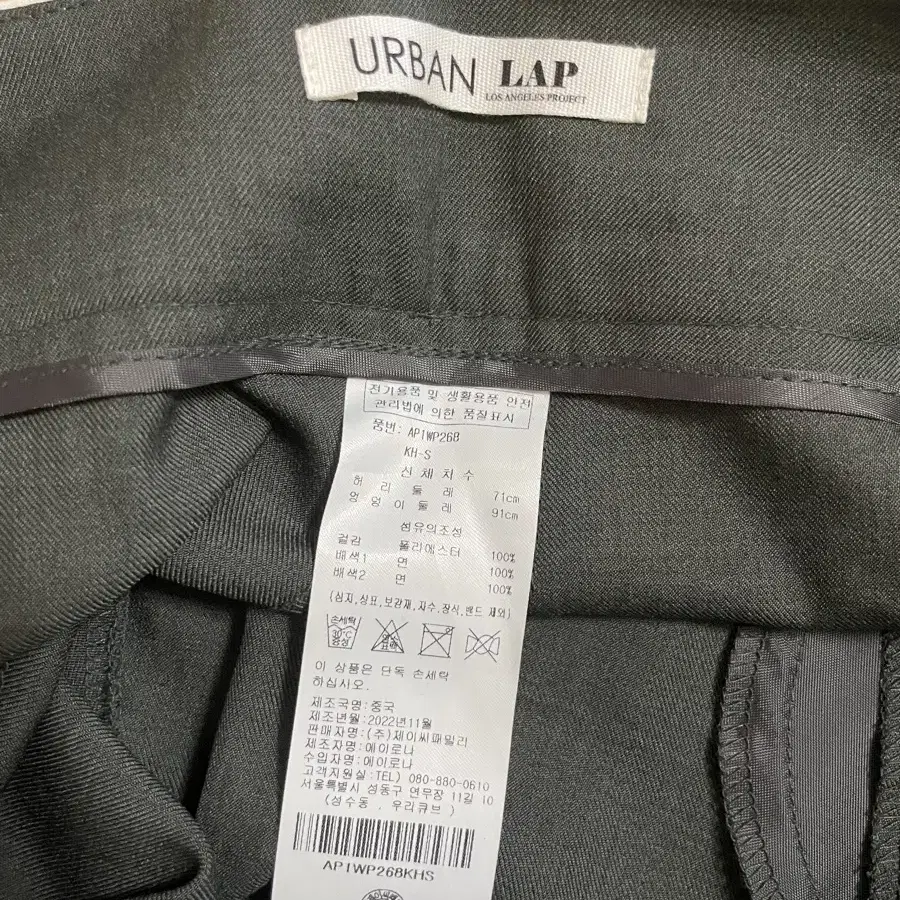 URBAN LAP
LOS ANGELES PROJECT
전기용품 및 생활용품 안전
관리법에 의한 품질표시
품번: AP1WP268
KH-S
신 체 치 수
허 리 둘 레 71cm
엉 덩 이 둘 레 91cm
섬유의조성
겉감 폴리에스터 100%
배색1 면 100%
배색2 면 100%
(심지,상표,보강재,자수,장식,밴드 제외)
손세탁
30℃
중성
이 상품은 단독 손세탁
하십시오.
제조국명:중국
제조년월:2022년11월
판매자명:(주)제이씨패밀리
제조자명:에이로나
수입자명:에이로나
고객지원실:TEL) 080-880-0610
서울특별시 성동구 연무장 11길 10
(성수동 , 우리큐브 )
AP1WP268KHS